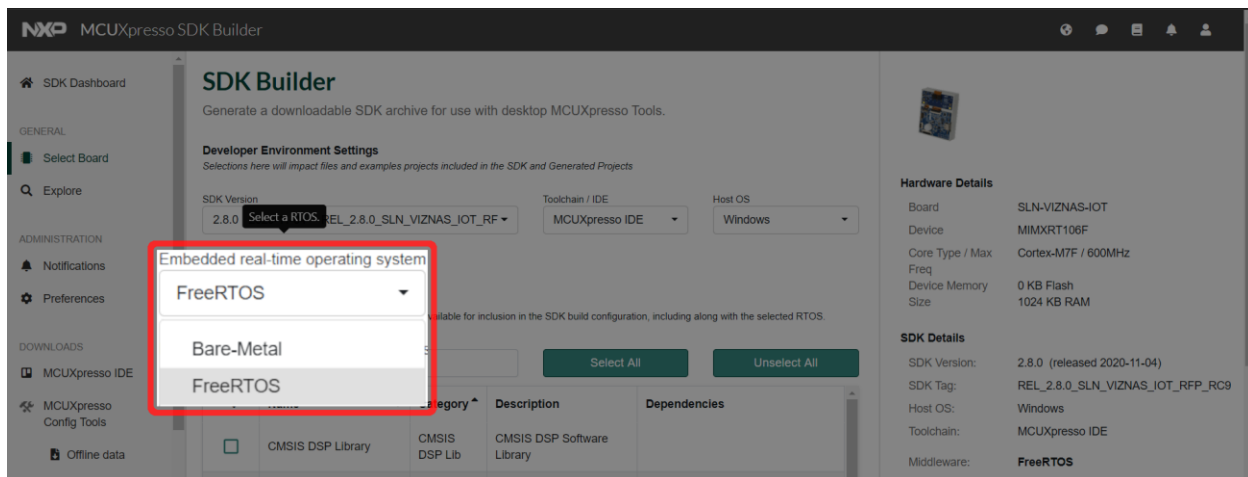 NXP MCUXpresso SDK Builder
SDK Dashboard
GENERAL
Select Board
Explore
ADMINISTRATION
Notifications
Preferences
DOWNLOADS
MCUXpresso IDE
MCUXpresso
Config Tools
Offline data
SDK Builder
Generate a downloadable SDK archive for use with desktop MCUXpresso Tools.
Developer Environment Settings
Selections here will impact files and examples projects included in the SDK and Generated Projects
SDK Version
2.8.0
REL_2.8.0_SLN_VIZNAS_IOT_RF
Toolchain / IDE
MCUXpresso IDE
Host OS
Windows
Select a RTOS.
Embedded real-time operating system
FreeRTOS
Bare-Metal
FreeRTOS
available for inclusion in the SDK build configuration, including along with the selected RTOS.
Select All
Unselect All
Name Category Description Dependencies
CMSIS DSP Library
CMSIS
DSP Lib
CMSIS DSP Software
Library
Hardware Details
Board SLN-VIZNAS-IOT
Device MIMXRT106F
Core Type / Max
Freq
Cortex-M7F / 600MHz
Device Memory
Size
0 KB Flash
1024 KB RAM
SDK Details
SDK Version: 2.8.0 (released 2020-11-04)
SDK Tag: REL_2.8.0_SLN_VIZNAS_IOT_RFP_RC9
Host OS: Windows
Toolchain: MCUXpresso IDE
Middleware: FreeRTOS